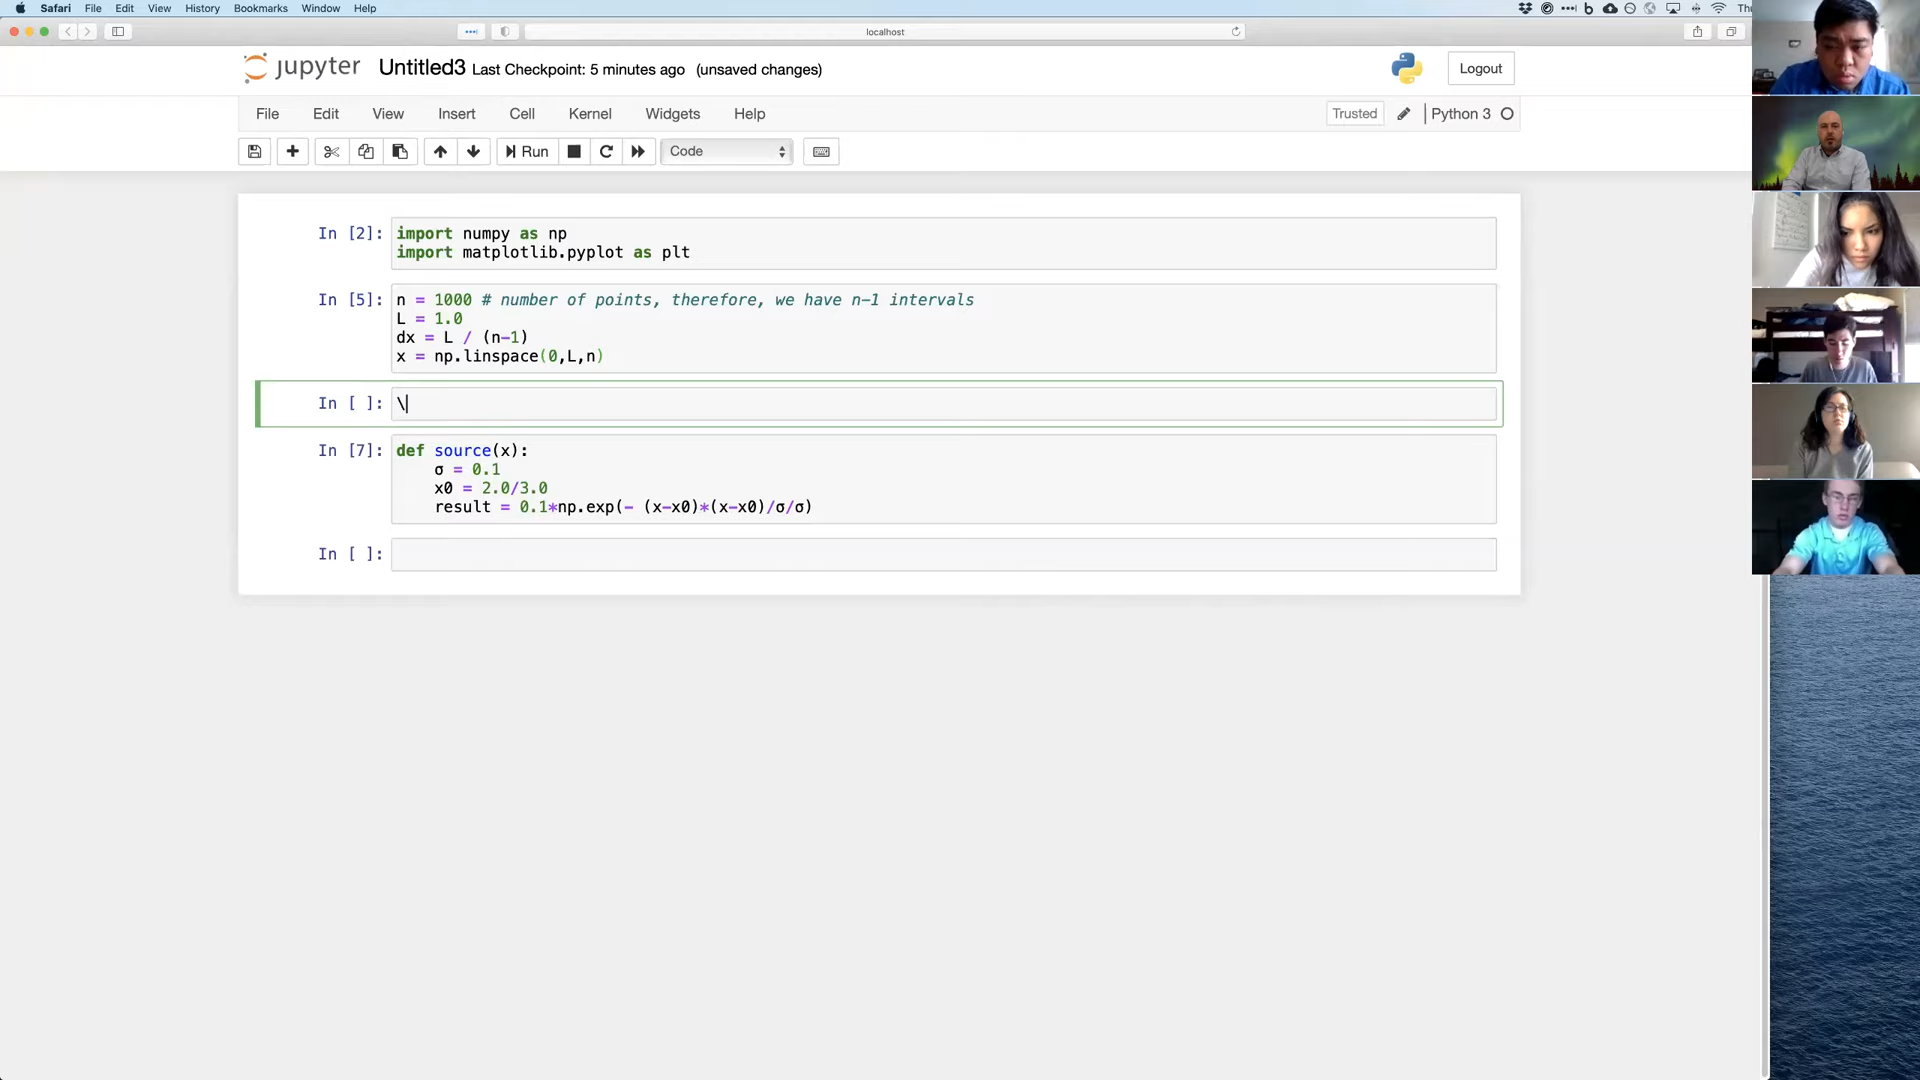 Safari File Edit View History Bookmarks Window Help
localhost
jupyter Untitled3 Last Checkpoint: 5 minutes ago (unsaved changes)
Logout
File Edit View Insert Cell Kernel Widgets Help
Trusted Python 3
Run Code
In [2]: import numpy as np
import matplotlib.pyplot as plt
In [5]: n = 1000 # number of points, therefore, we have n-1 intervals
L = 1.0
dx = L / (n-1)
x = np.linspace(0,L,n)
In [ ]: \
In [7]: def source(x):
σ = 0.1
x0 = 2.0/3.0
result = 0.1*np.exp(- (x-x0)*(x-x0)/σ/σ)
In [ ]: